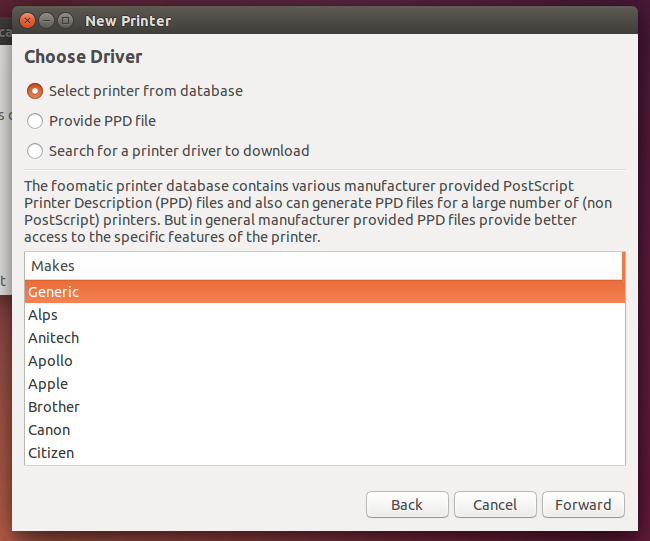 New Printer
Choose Driver
Select printer from database
Provide PPD file
Search for a printer driver to download
The foomatic printer database contains various manufacturer provided PostScript
Printer Description (PPD) files and also can generate PPD files for a large number of (non
PostScript) printers. But in general manufacturer provided PPD files provide better
access to the specific features of the printer.
Makes
Generic
Alps
Anitech
Apollo
Apple
Brother
Canon
Citizen
Back
Cancel
Forward